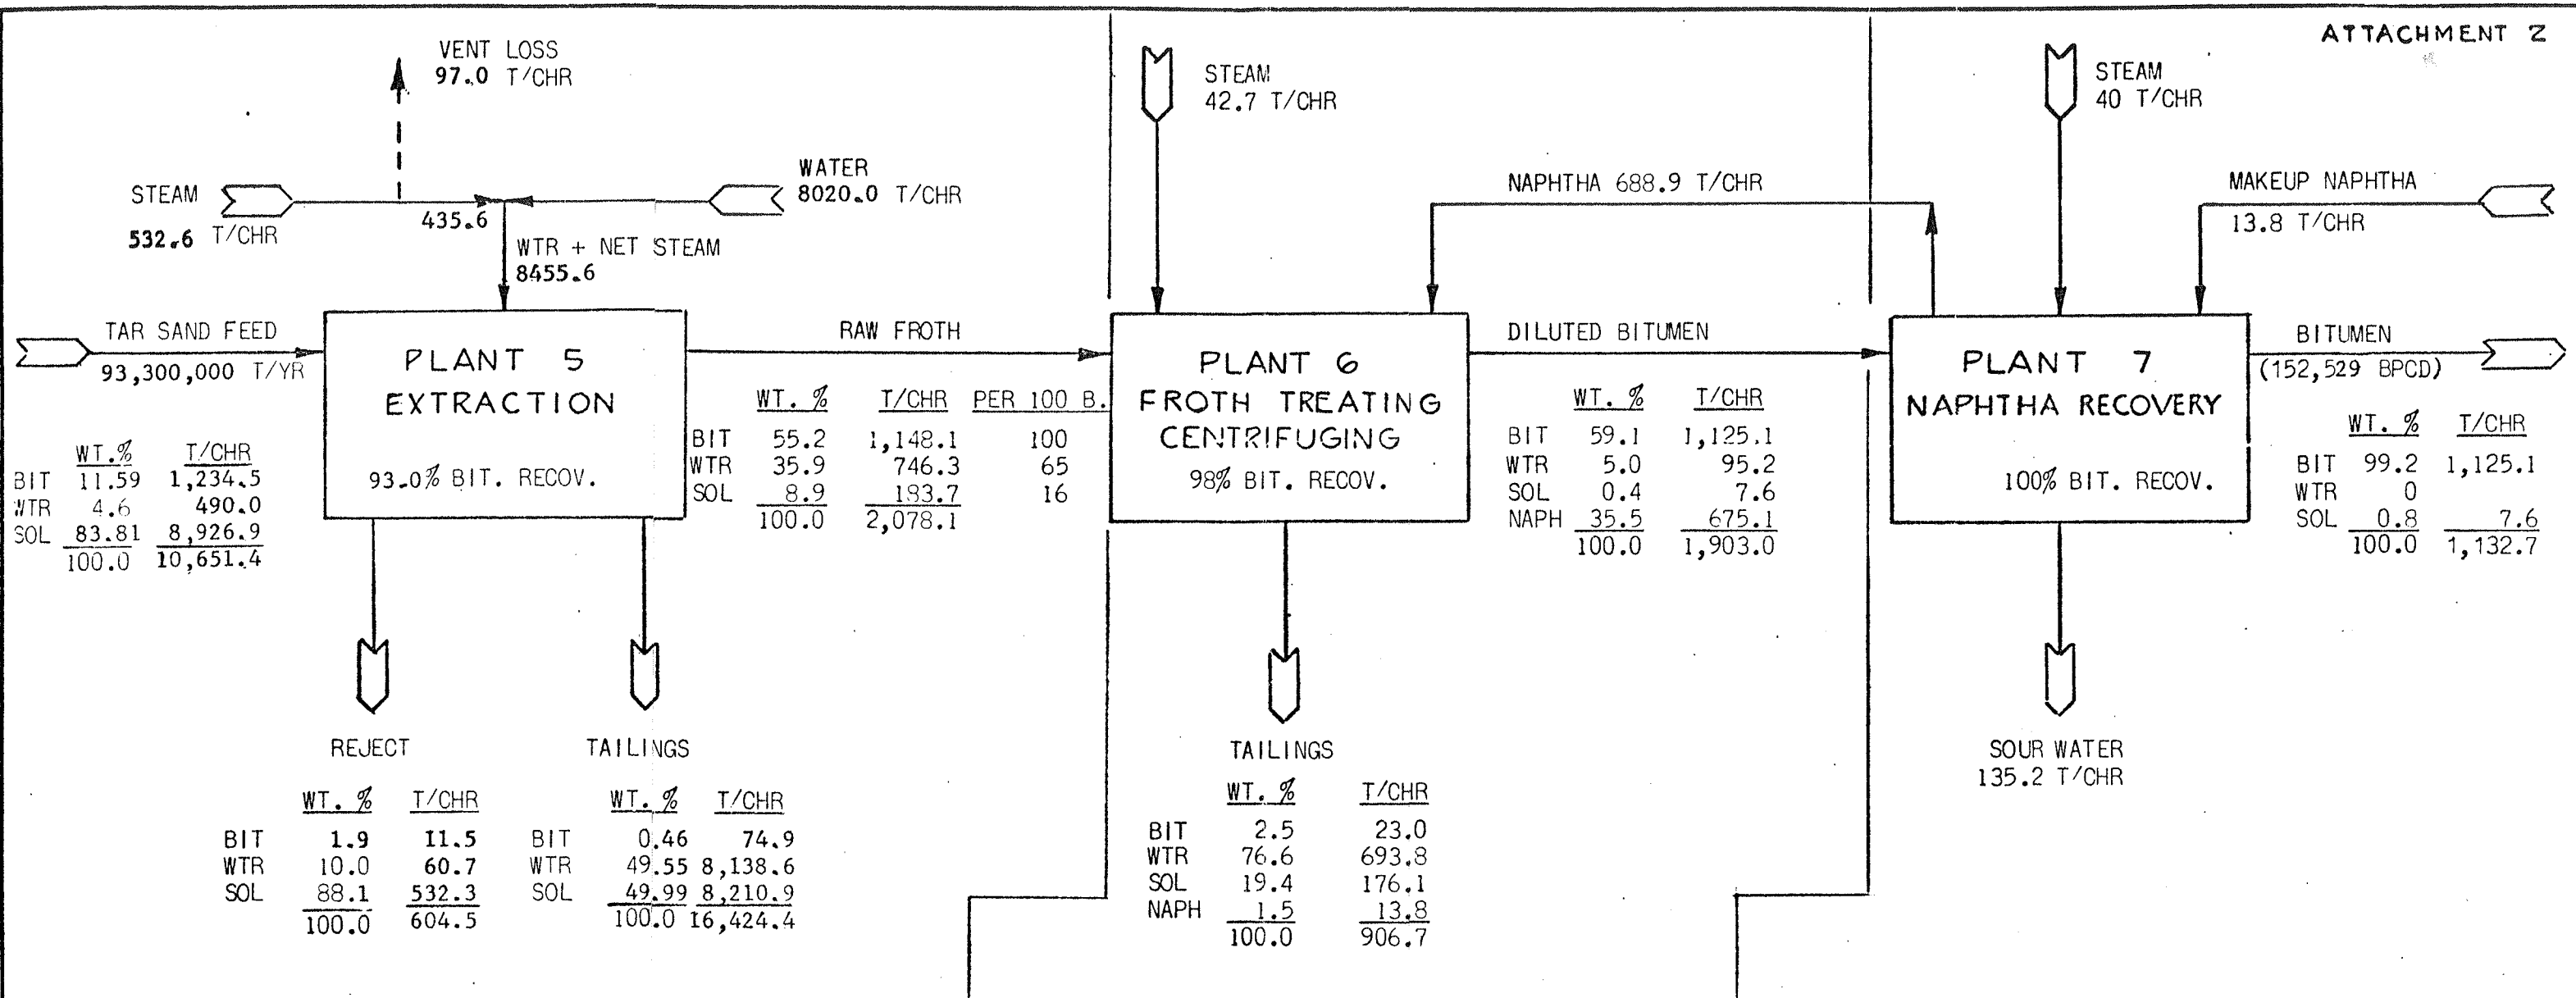 ATTACHMENT 2
VENT LOSS
97.0 T/CHR
STEAM
532.6 T/CHR
435.6
WATER
8020.0 T/CHR
WTR + NET STEAM
8455.6
TAR SAND FEED
93,300,000 T/YR
WT.% T/CHR
BIT 11.59 1,234.5
WTR 4.6 490.0
SOL 83.81 8,926.9
100.0 10,651.4
PLANT 5
EXTRACTION
93.0% BIT. RECOV.
REJECT
WT. % T/CHR
BIT 1.9 11.5
WTR 10.0 60.7
SOL 88.1 532.3
100.0 604.5
TAILINGS
WT. % T/CHR
BIT 0.46 74.9
WTR 49.55 8,138.6
SOL 49.99 8,210.9
100.0 16,424.4
RAW FROTH
WT. % T/CHR PER 100 B.
BIT 55.2 1,148.1 100
WTR 35.9 746.3 65
SOL 8.9 183.7 16
100.0 2,078.1
STEAM
42.7 T/CHR
NAPHTHA 688.9 T/CHR
PLANT 6
FROTH TREATING
CENTRIFUGING
98% BIT. RECOV.
TAILINGS
WT. % T/CHR
BIT 2.5 23.0
WTR 76.6 693.8
SOL 19.4 176.1
NAPH 1.5 13.8
100.0 906.7
DILUTED BITUMEN
WT. % T/CHR
BIT 59.1 1,125.1
WTR 5.0 95.2
SOL 0.4 7.6
NAPH 35.5 675.1
100.0 1,903.0
STEAM
40 T/CHR
MAKEUP NAPHTHA
13.8 T/CHR
PLANT 7
NAPHTHA RECOVERY
100% BIT. RECOV.
SOUR WATER
135.2 T/CHR
BITUMEN
(152,529 BPCD)
WT. % T/CHR
BIT 99.2 1,125.1
WTR 0
SOL 0.8 7.6
100.0 1,132.7